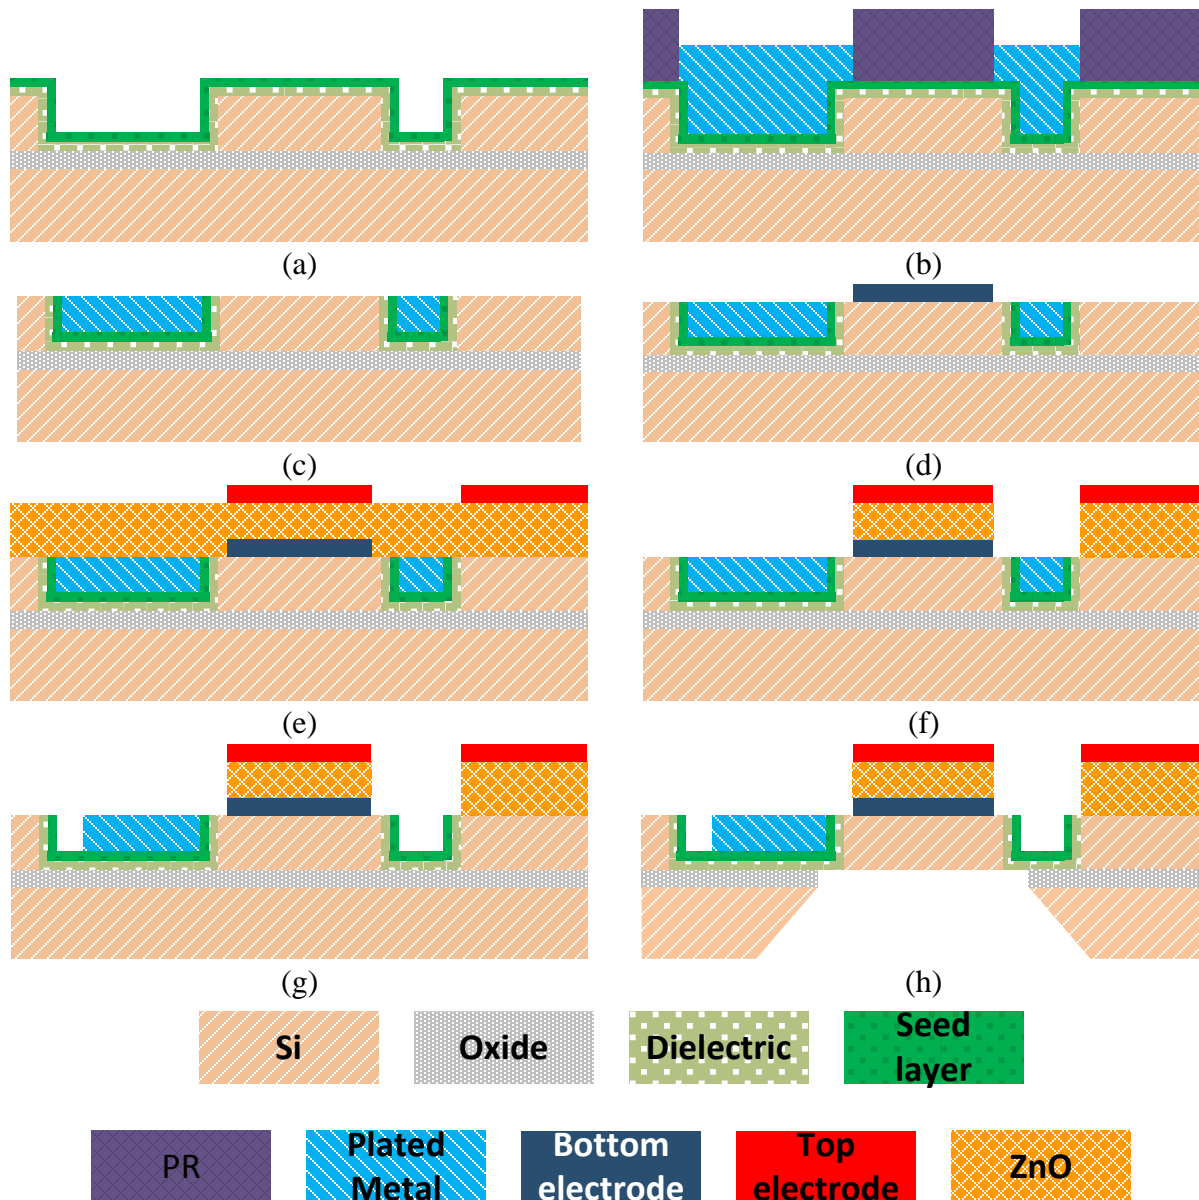 (a)
(b)
(c)
(d)
(e)
(f)
(g)
(h)
Si
Oxide
Dielectric
Seed
layer
PR
Plated
Metal
Bottom
electrode
Top
electrode
ZnO